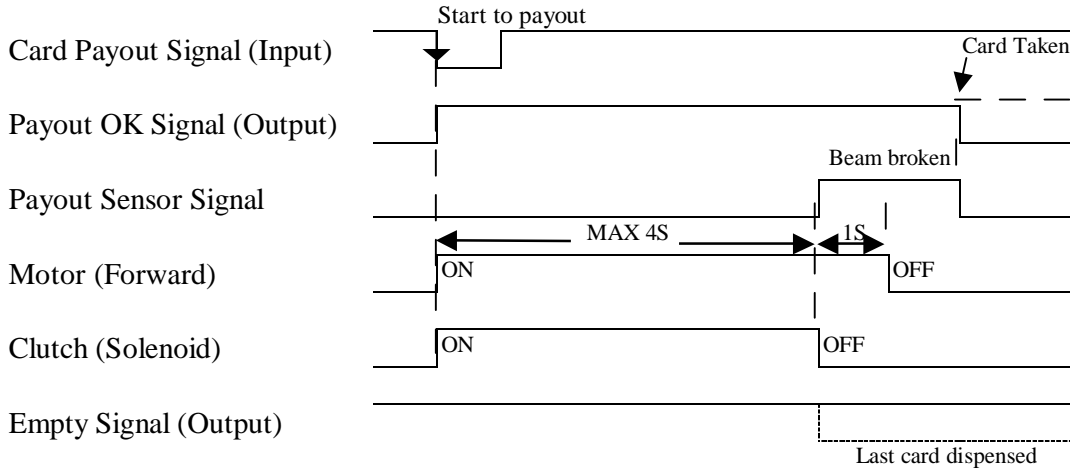 Start to payout
Card Payout Signal (Input)
Card Taken
Payout OK Signal (Output)
Beam broken
Payout Sensor Signal
MAX 4S
1S
Motor (Forward)
ON
OFF
Clutch (Solenoid)
ON
OFF
Empty Signal (Output)
Last card dispensed